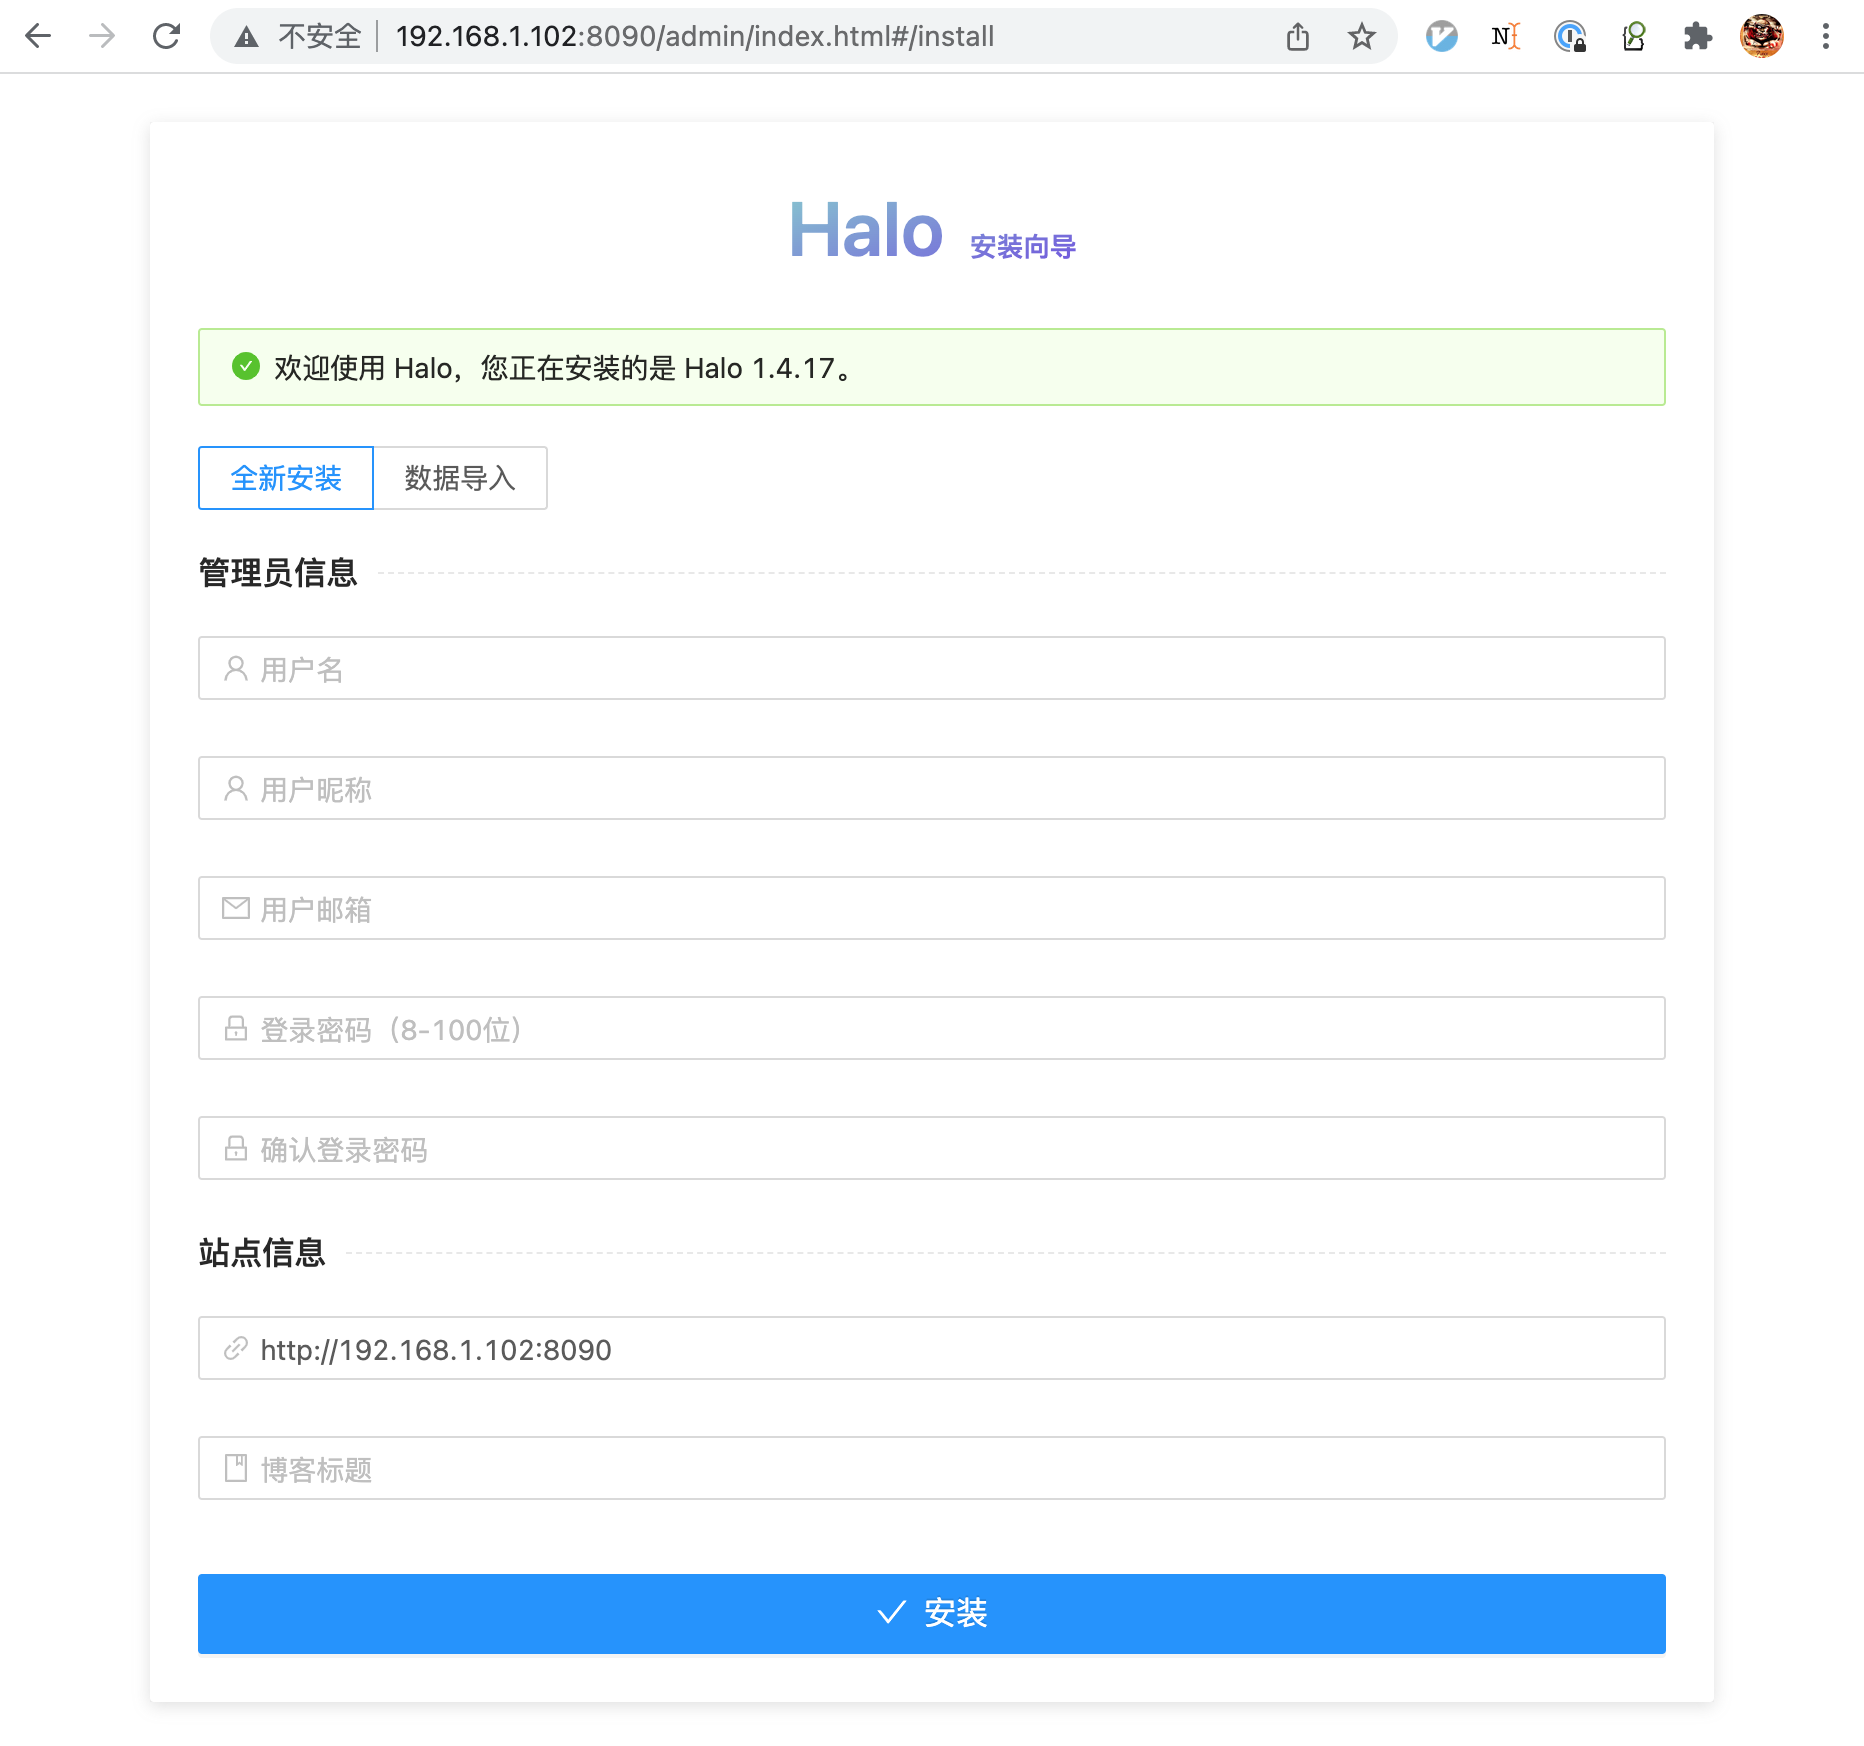 不安全 192.168.1.102:8090/admin/index.html#/install
Halo 安装向导
欢迎使用 Halo，您正在安装的是 Halo 1.4.17。
全新安装 数据导入
管理员信息
用户名
用户昵称
用户邮箱
登录密码（8-100位）
确认登录密码
站点信息
http://192.168.1.102:8090
博客标题
安装